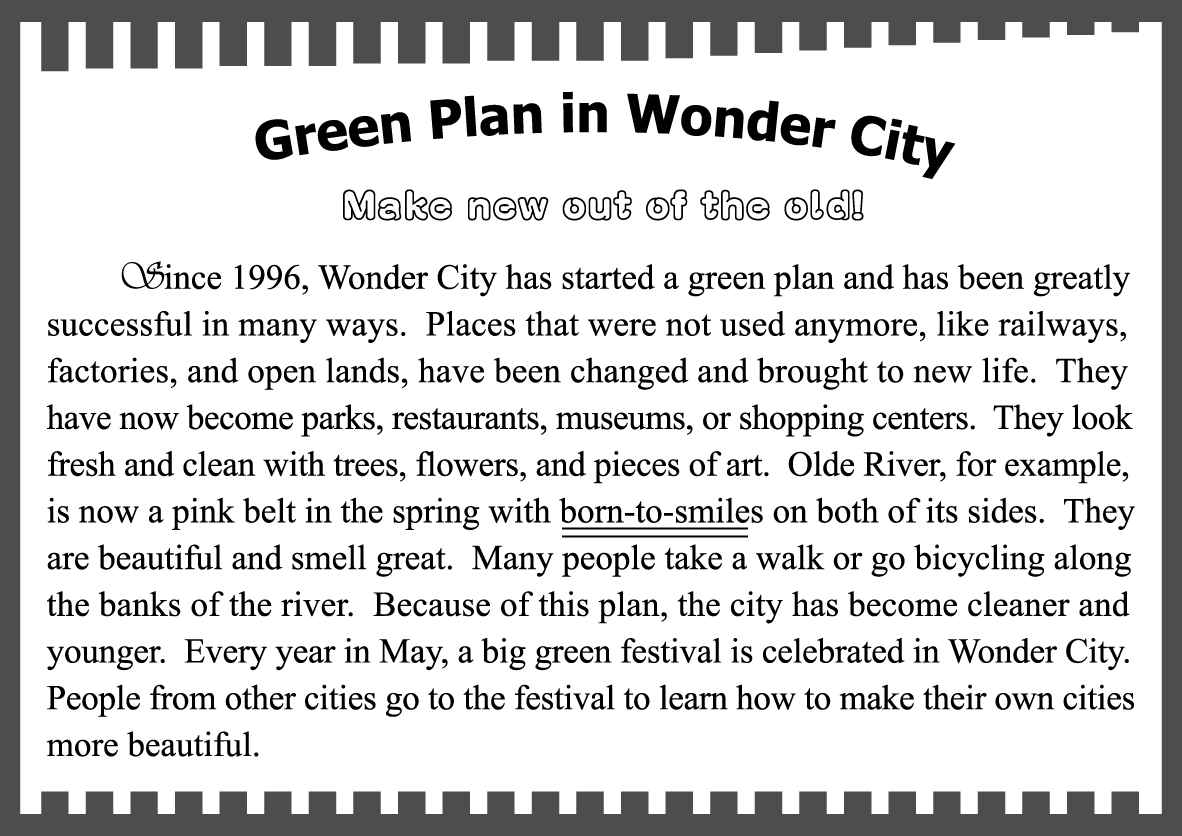 Green Plan in Wonder City
Make new out of the old!
Since 1996, Wonder City has started a green plan and has been greatly
successful in many ways. Places that were not used anymore, like railways,
factories, and open lands, have been changed and brought to new life. They
have now become parks, restaurants, museums, or shopping centers. They look
fresh and clean with trees, flowers, and pieces of art. Olde River, for example,
is now a pink belt in the spring with born-to-smiles on both of its sides. They
are beautiful and smell great. Many people take a walk or go bicycling along
the banks of the river. Because of this plan, the city has become cleaner and
younger. Every year in May, a big green festival is celebrated in Wonder City.
People from other cities go to the festival to learn how to make their own cities
more beautiful.